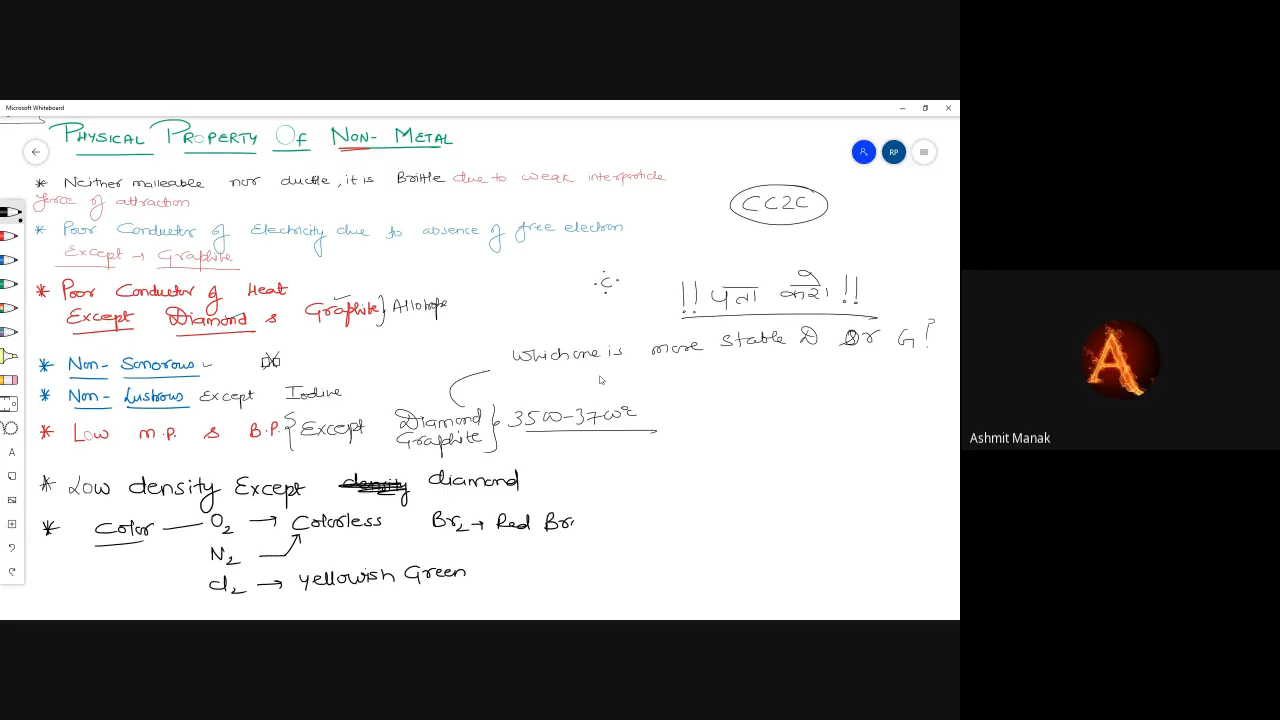 Microsoft Whiteboard
PHYSICAL PROPERTY OF NON-METAL
RP
* Neither malleable nor ductile, it is Brittle due to weak interparticle
force of attraction
CC2C
* Poor Conductor of Electricity due to absence of free electron
Except → Graphite
* Poor Conductor of Heat
Except Diamond & Graphite } Allotrope
C
!! पता करो !!
Which one is more stable D Or G?
* Non-Sonorous -
* Non-Lustrous Except Iodine
* Low M.P. & B.P. { Except Diamond
Graphite } 3500-3700°C
* Low density Except diamond
* Color — O2 → Colorless Br2 → Red Br
N2
Cl2 → Yellowish Green
A
A
Ashmit Manak